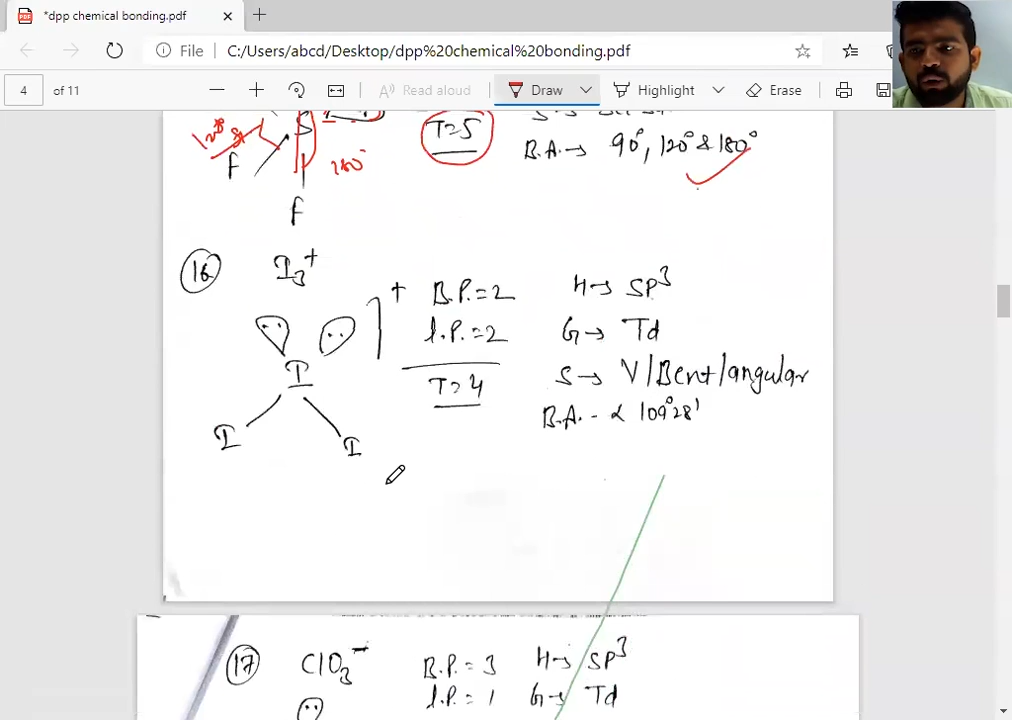 *dpp chemical bonding.pdf
File C:/Users/abcd/Desktop/dpp%20chemical%20bonding.pdf
4 of 11 Read aloud Draw Highlight Erase
S
T=5
B.A.→ 90°, 120° & 180°
120°
F
180°
F
16 I3+
+ B.P.=2 H→ SP3
l.P.=2 G→ Td
I T=4 S→ V/Bent/angular
B.A. - < 109°28'
I I
17 ClO3- B.P.= 3 H→ SP3
l.P.= 1 G→ Td